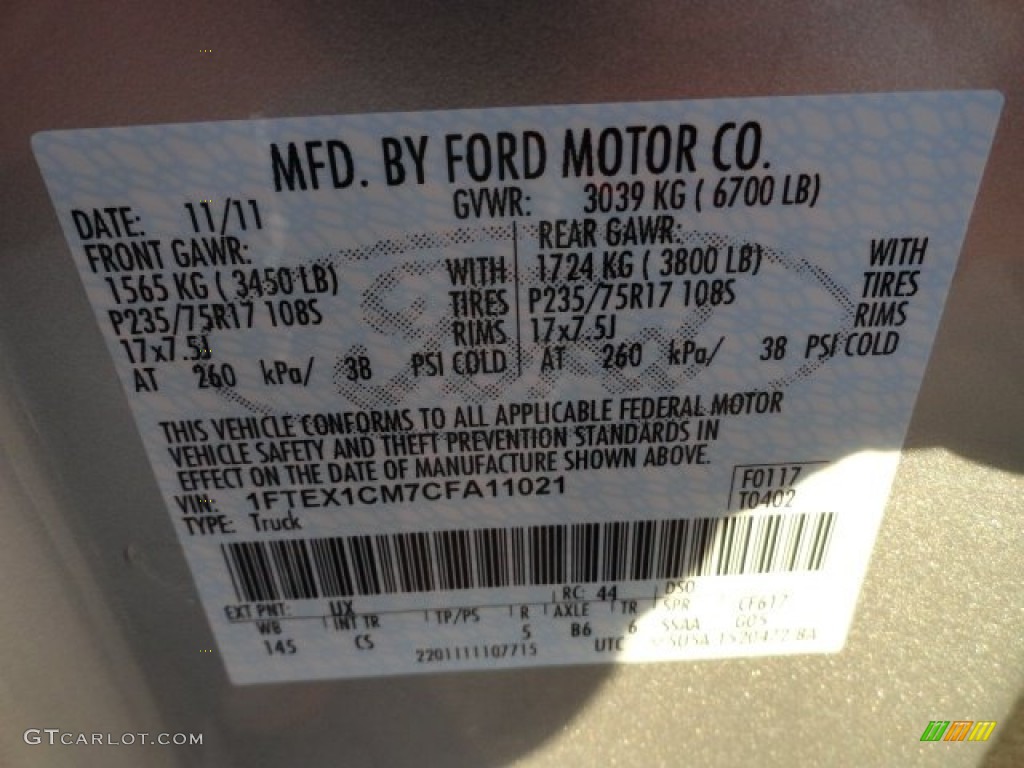 MFD. BY FORD MOTOR CO.
DATE: 11/11 GVWR: 3039 KG ( 6700 LB)
FRONT GAWR: REAR GAWR:
1565 KG ( 3450 LB) WITH 1724 KG ( 3800 LB) WITH
P235/75R17 108S TIRES P235/75R17 108S TIRES
17x7.5J RIMS 17x7.5J RIMS
AT 260 kPa/ 38 PSI COLD AT 260 kPa/ 38 PSI COLD
THIS VEHICLE CONFORMS TO ALL APPLICABLE FEDERAL MOTOR
VEHICLE SAFETY AND THEFT PREVENTION STANDARDS IN
EFFECT ON THE DATE OF MANUFACTURE SHOWN ABOVE.
VIN: 1FTEX1CM7CFA11021 F0117
TYPE: Truck T0402
EXT PNT: UX RC: 44 DSO
WB INT TR TP/PS R AXLE TR SPR CF617
145 CS 5 B6 6 SSAA GOS
2201111107715 UTC
GTCARLOT.COM